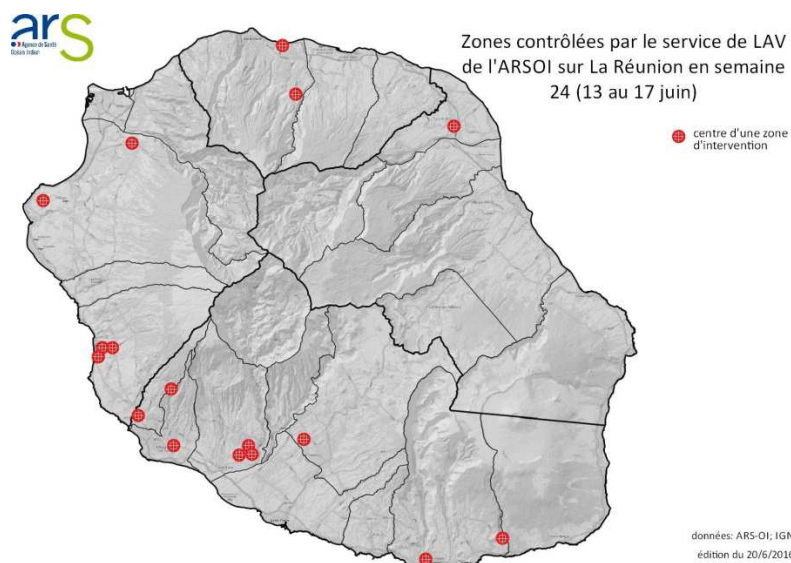 ars
Agence de Santé
Océan Indien
Zones contrôlées par le service de LAV
de l'ARSOI sur La Réunion en semaine
24 (13 au 17 juin)
centre d'une zone
d'intervention
données: ARS-OI; IGN
édition du 20/6/2016